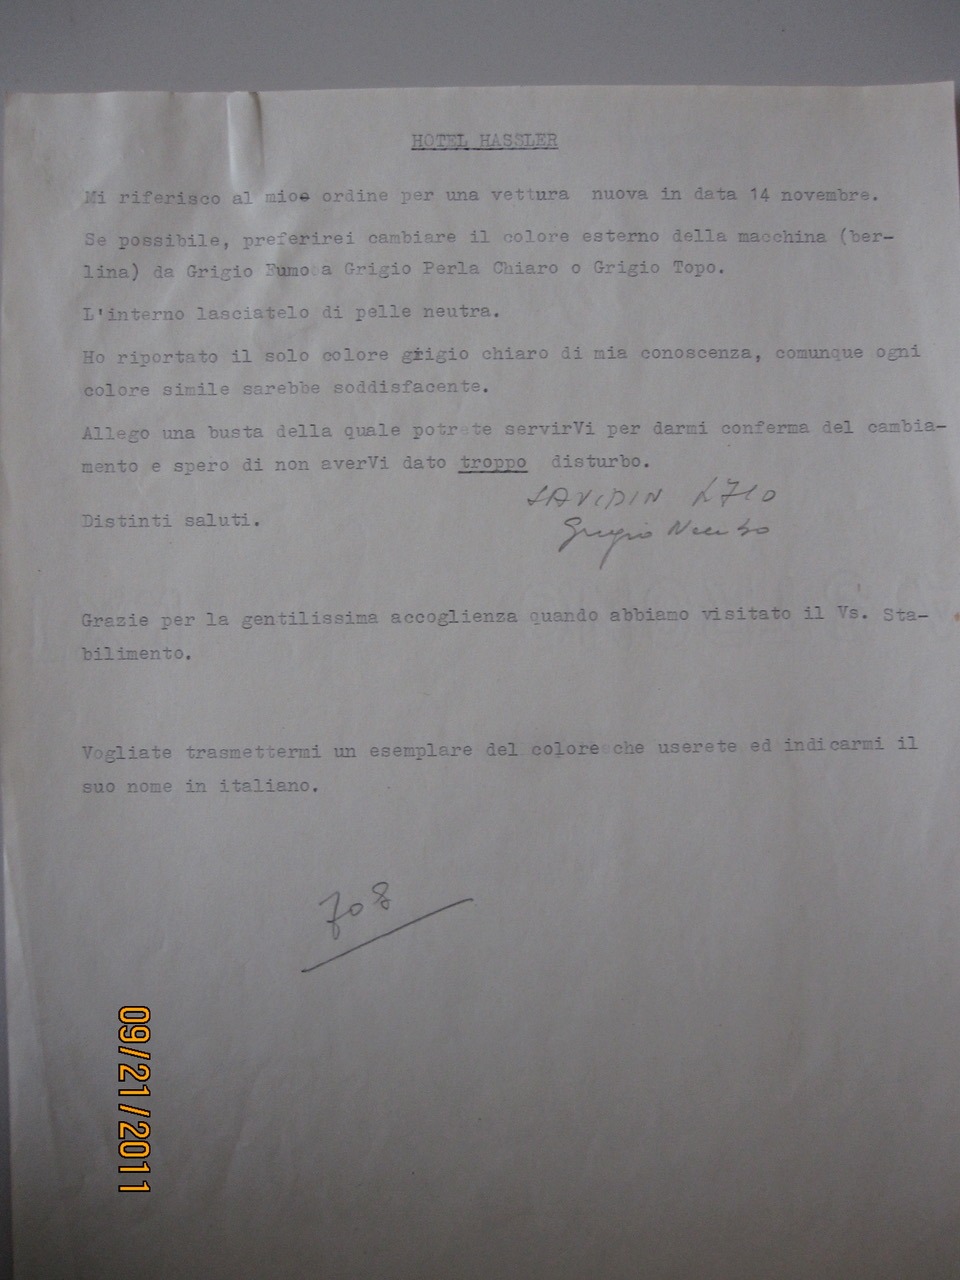 HOTEL HASSLER
Mi riferisco al mioe ordine per una vettura nuova in data 14 novembre.
Se possibile, preferirei cambiare il colore esterno della macchina (ber-
lina) da Grigio Fumo a Grigio Perla Chiaro o Grigio Topo.
L'interno lasciatelo di pelle neutra.
Ho riportato il solo colore grigio chiaro di mia conoscenza, comunque ogni
colore simile sarebbe soddisfacente.
Allego una busta della quale potrete servirVi per darmi conferma del cambia-
mento e spero di non averVi dato troppo disturbo.
Distinti saluti.
Grigio
Grazie per la gentilissima accoglienza quando abbiamo visitato il Vs. Sta-
bilimento.
Vogliate trasmettermi un esemplare del colore che userete ed indicarmi il
suo nome in italiano.
708
09/21/2011